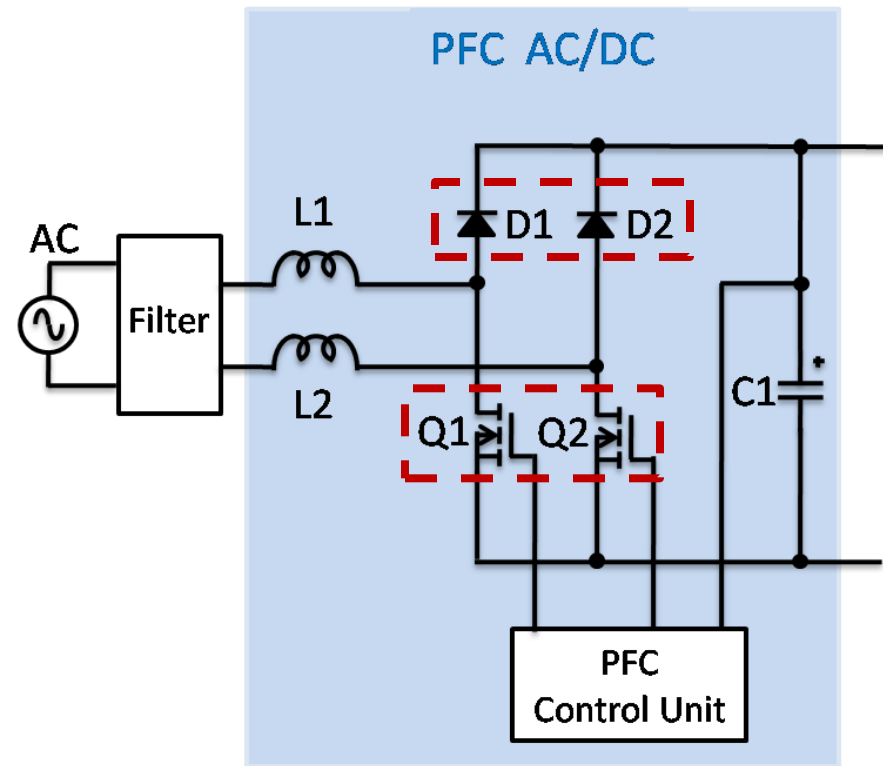 PFC AC/DC
AC
L1
D1
D2
Filter
L2
Q1
Q2
C1
+
PFC
Control Unit